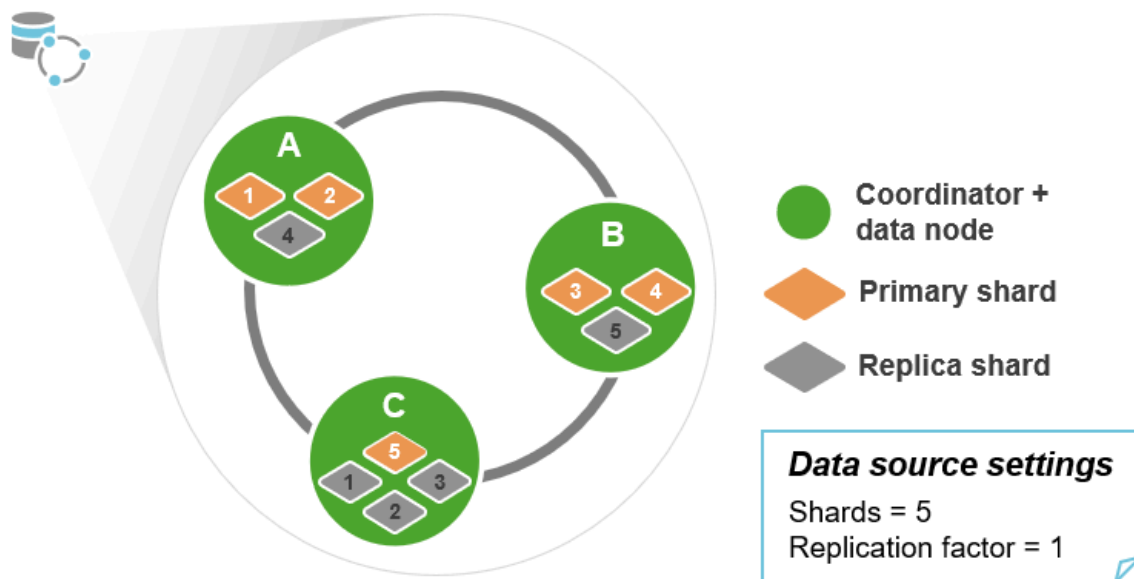 A
1
2
4
B
3
4
5
C
5
1
3
2
Coordinator +
data node
Primary shard
Replica shard
Data source settings
Shards = 5
Replication factor = 1